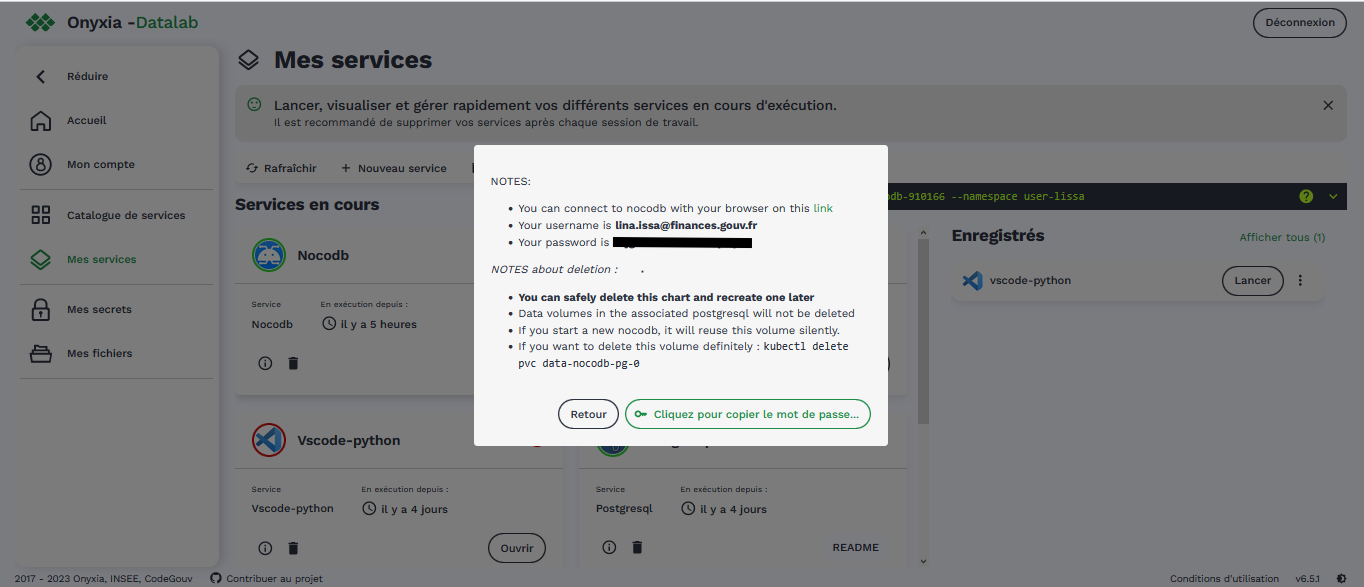 Onyxia -Datalab
Déconnexion
Réduire
Accueil
Mon compte
Catalogue de services
Mes services
Mes secrets
Mes fichiers
Mes services
Lancer, visualiser et gérer rapidement vos différents services en cours d'exécution.
Il est recommandé de supprimer vos services après chaque session de travail.
Rafraîchir
+ Nouveau service
db-910166 --namespace user-lissa
?
Services en cours
Nocodb
Service
En exécution depuis :
Nocodb
il y a 5 heures
Vscode-python
Service
En exécution depuis :
Vscode-python
il y a 4 jours
Ouvrir
Service
En exécution depuis :
Postgresql
il y a 4 jours
README
Enregistrés
Afficher tous (1)
vscode-python
Lancer
NOTES:
• You can connect to nocodb with your browser on this link
• Your username is lina.issa@finances.gouv.fr
• Your password is
NOTES about deletion : .
• You can safely delete this chart and recreate one later
• Data volumes in the associated postgresql will not be deleted
• If you start a new nocodb, it will reuse this volume silently.
• If you want to delete this volume definitely : kubectl delete
pvc data-nocodb-pg-0
Retour
Cliquez pour copier le mot de passe...
2017 - 2023 Onyxia, INSEE, CodeGouv
Contribuer au projet
Conditions d'utilisation
v6.5.1